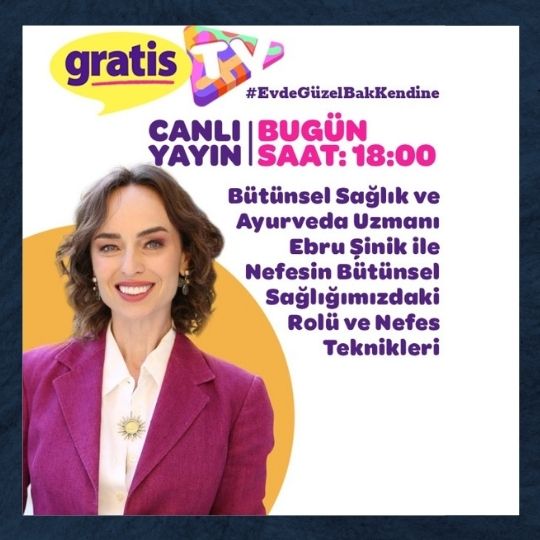 gratis
TV
#EvdeGüzelBakKendine
CANLI
YAYIN
BUGÜN
SAAT: 18:00
Bütünsel Sağlık ve
Ayurveda Uzmanı
Ebru Şinik ile
Nefesin Bütünsel
Sağlığımızdaki
Rolü ve Nefes
Teknikleri